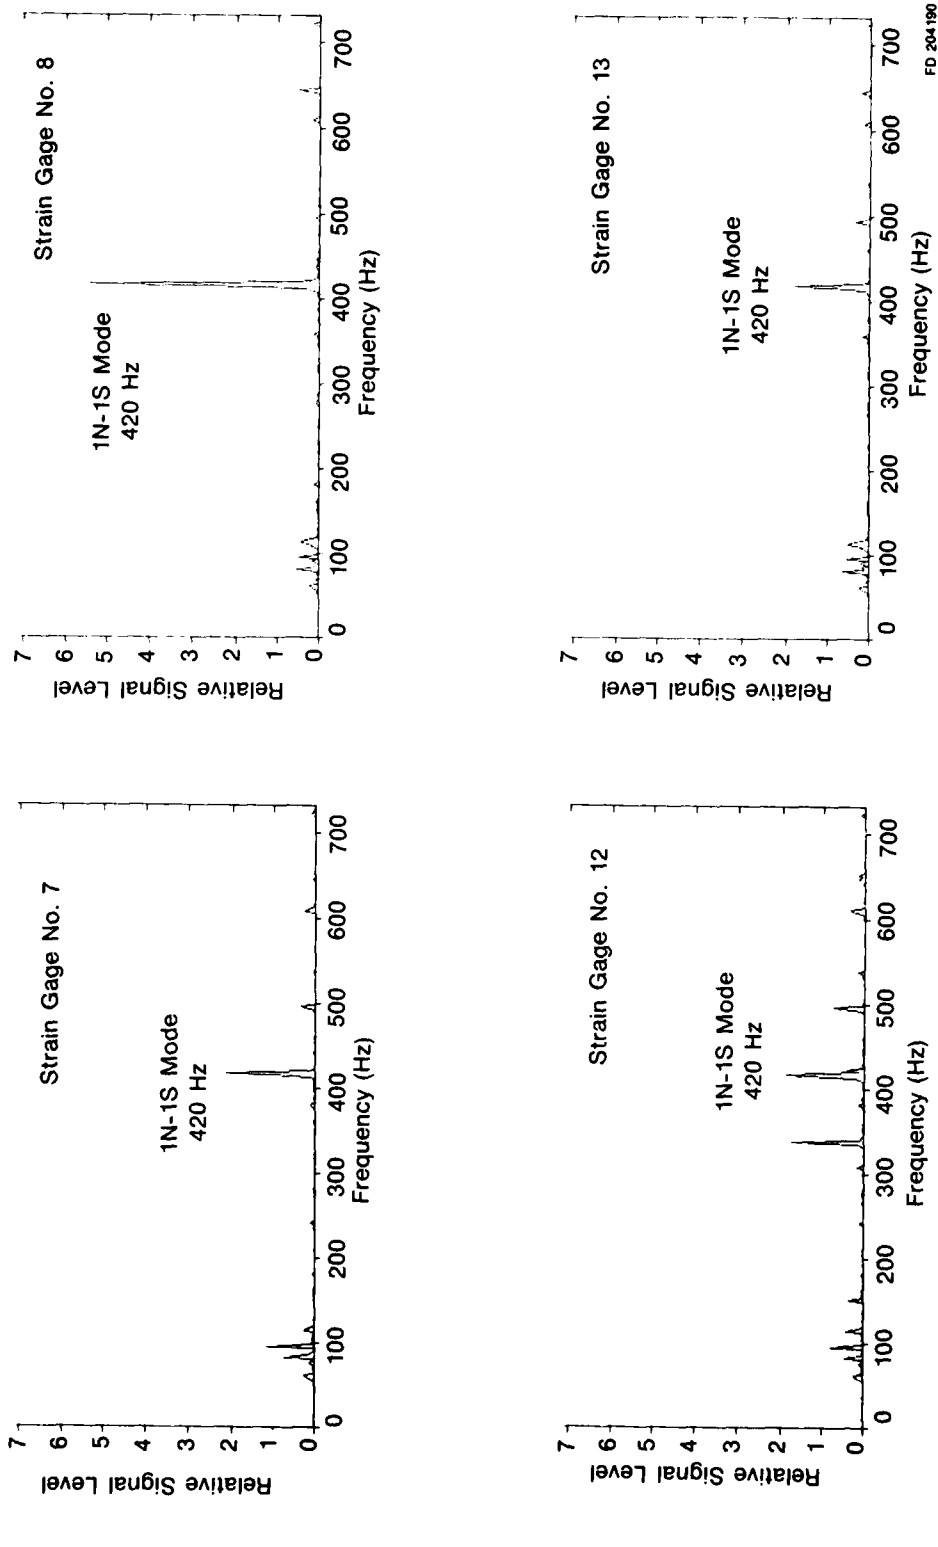 Strain Gage No. 7
1N-1S Mode
420 Hz
Relative Signal Level
7
6
5
4
3
2
1
0
0 100 200 300 400 500 600 700
Frequency (Hz)
Strain Gage No. 8
1N-1S Mode
420 Hz
Relative Signal Level
7
6
5
4
3
2
1
0
0 100 200 300 400 500 600 700
Frequency (Hz)
Strain Gage No. 12
1N-1S Mode
420 Hz
Relative Signal Level
7
6
5
4
3
2
1
0
0 100 200 300 400 500 600 700
Frequency (Hz)
Strain Gage No. 13
1N-1S Mode
420 Hz
Relative Signal Level
7
6
5
4
3
2
1
0
0 100 200 300 400 500 600 700
Frequency (Hz)
FD 204190